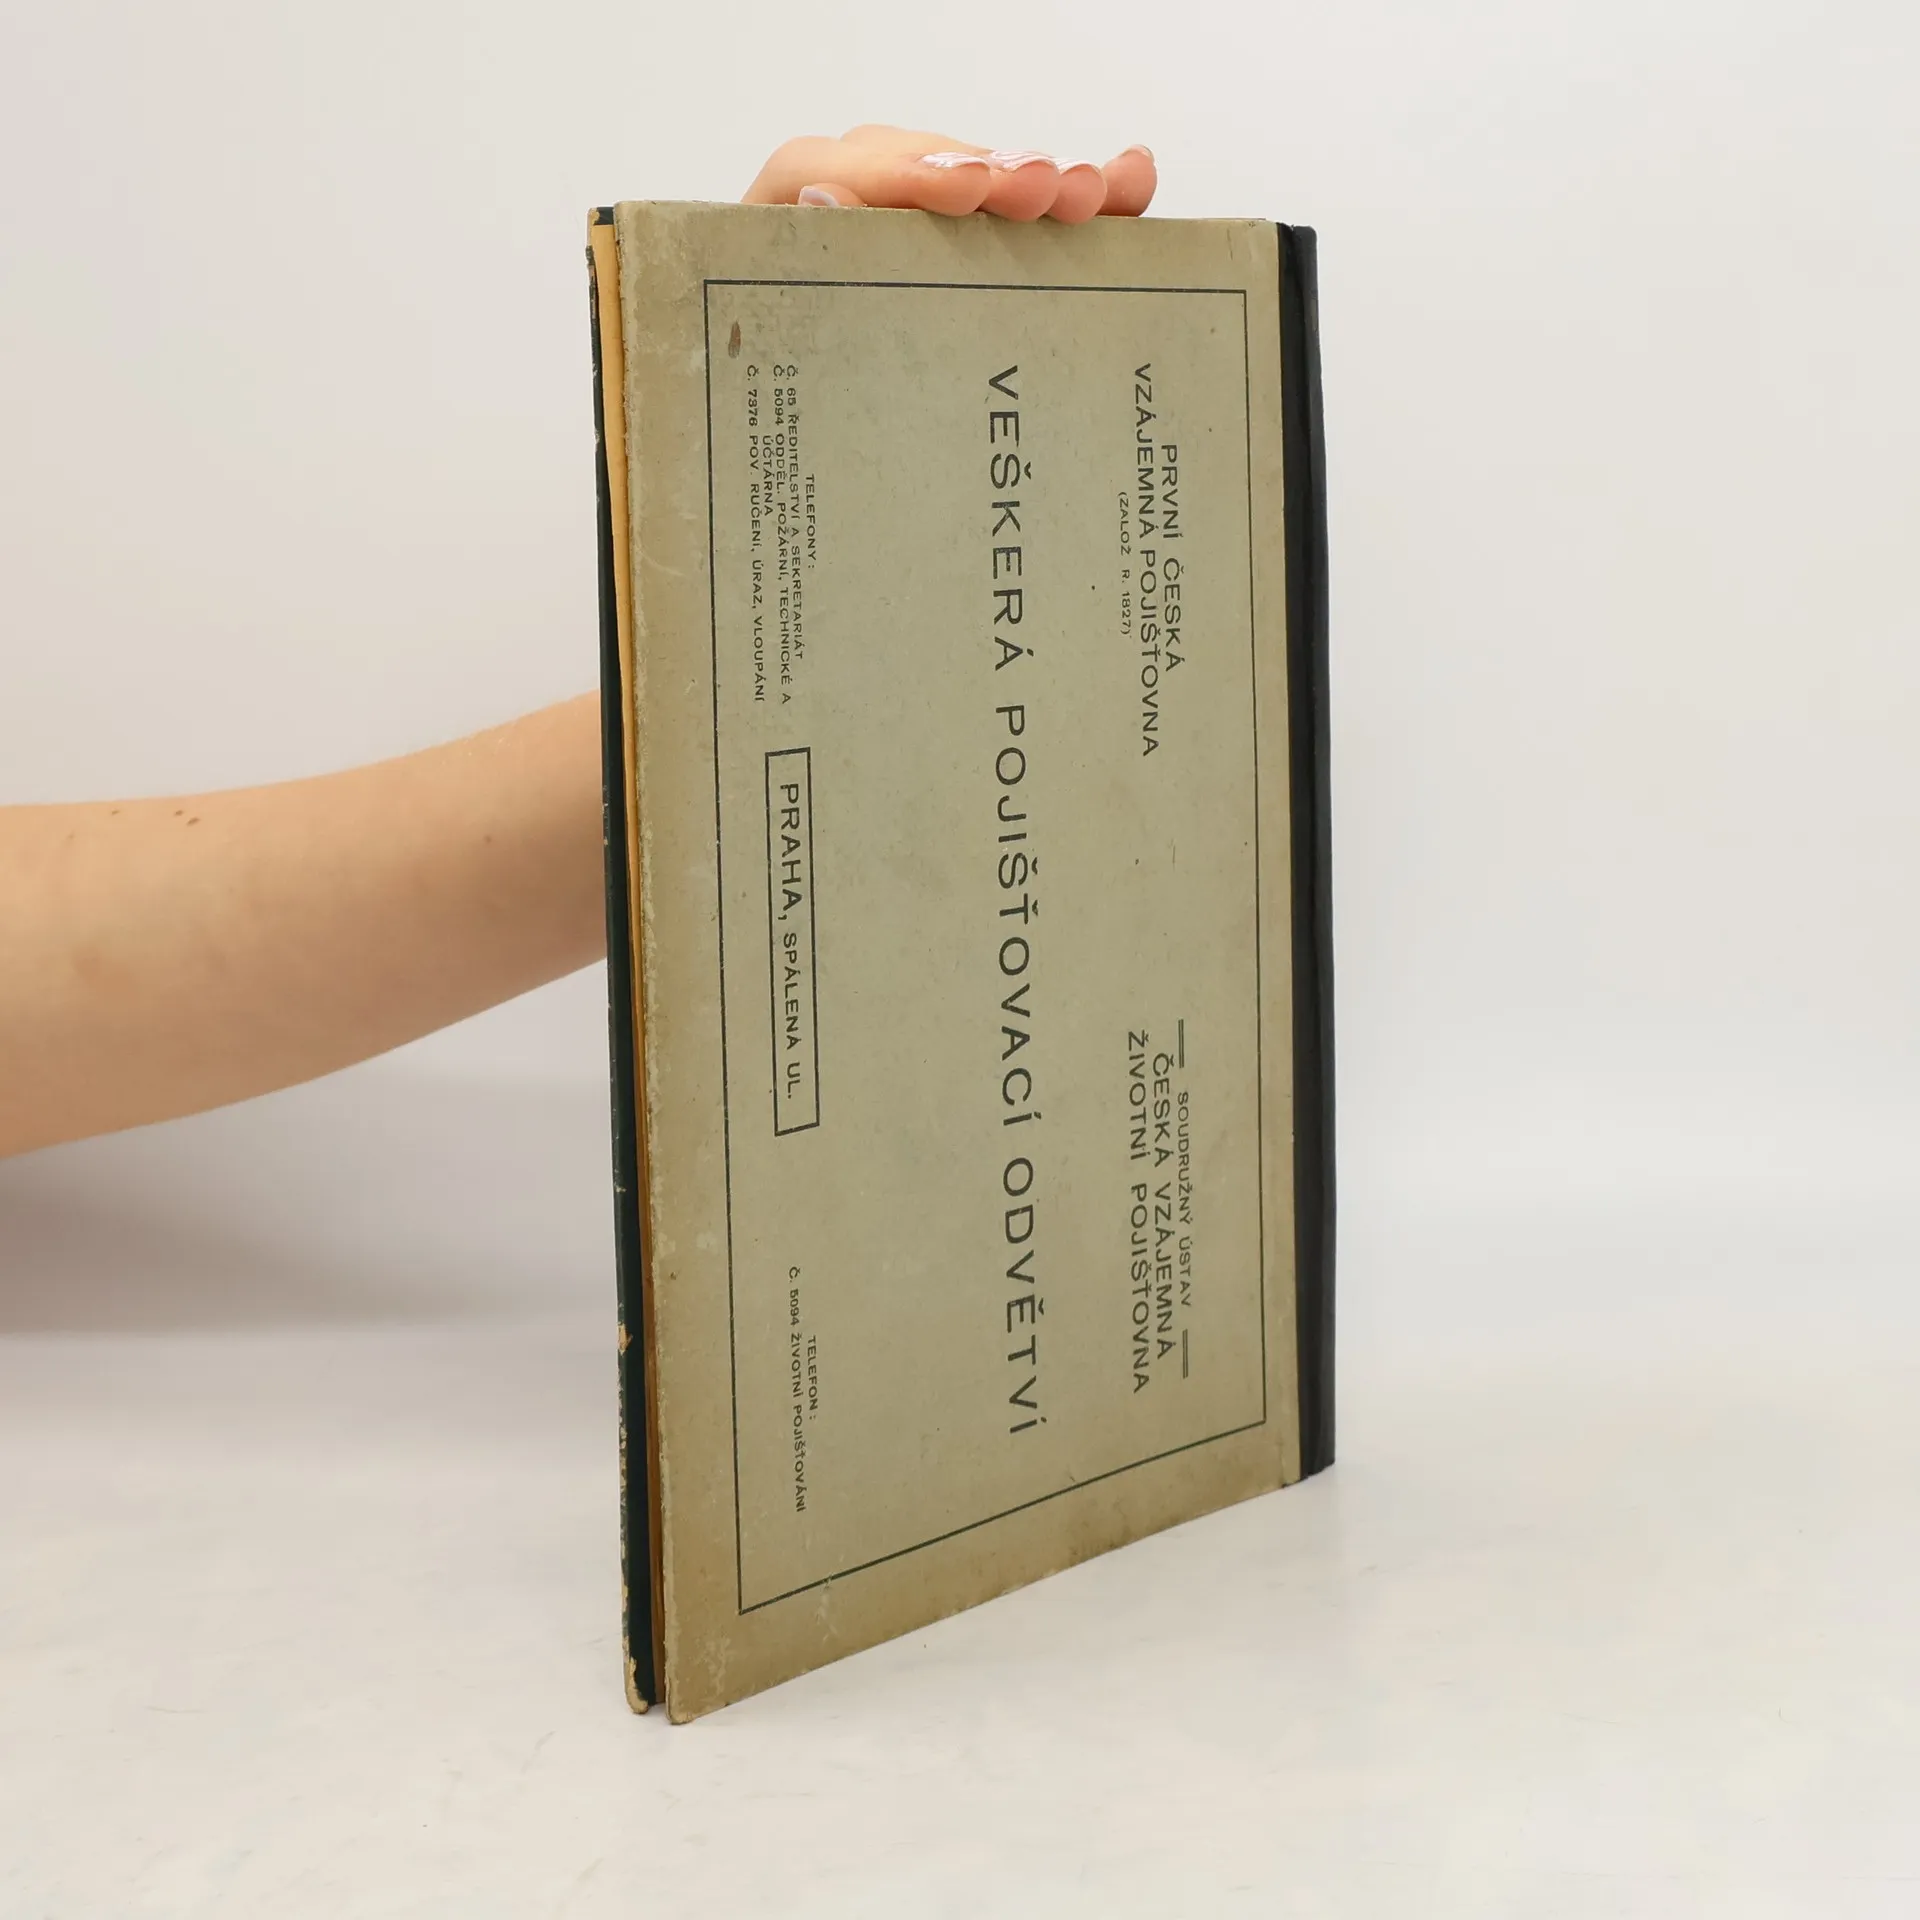 PRVNÍ ČESKÁ
VZÁJEMNÁ POJIŠŤOVNA
(ZALOŽ R. 1827)
SOUDRUŽNÝ ÚSTAV
ČESKÁ VZÁJEMNÁ
ŽIVOTNÍ POJIŠŤOVNA
VEŠKERÁ POJIŠŤOVACÍ ODVĚTVÍ
TELEFONY:
Č. 65 ŘEDITELSTVÍ A SEKRETARIÁT
Č. 5094 ODDĚL. POŽÁRNÍ, TECHNICKÉ A
ÚČTÁRNA
Č. 7376 POV. RUČENÍ, ÚRAZ, VLOUPÁNÍ
PRAHA, SPÁLENÁ UL.
TELEFON:
Č. 5094 ŽIVOTNÍ POJIŠŤOVÁNÍ